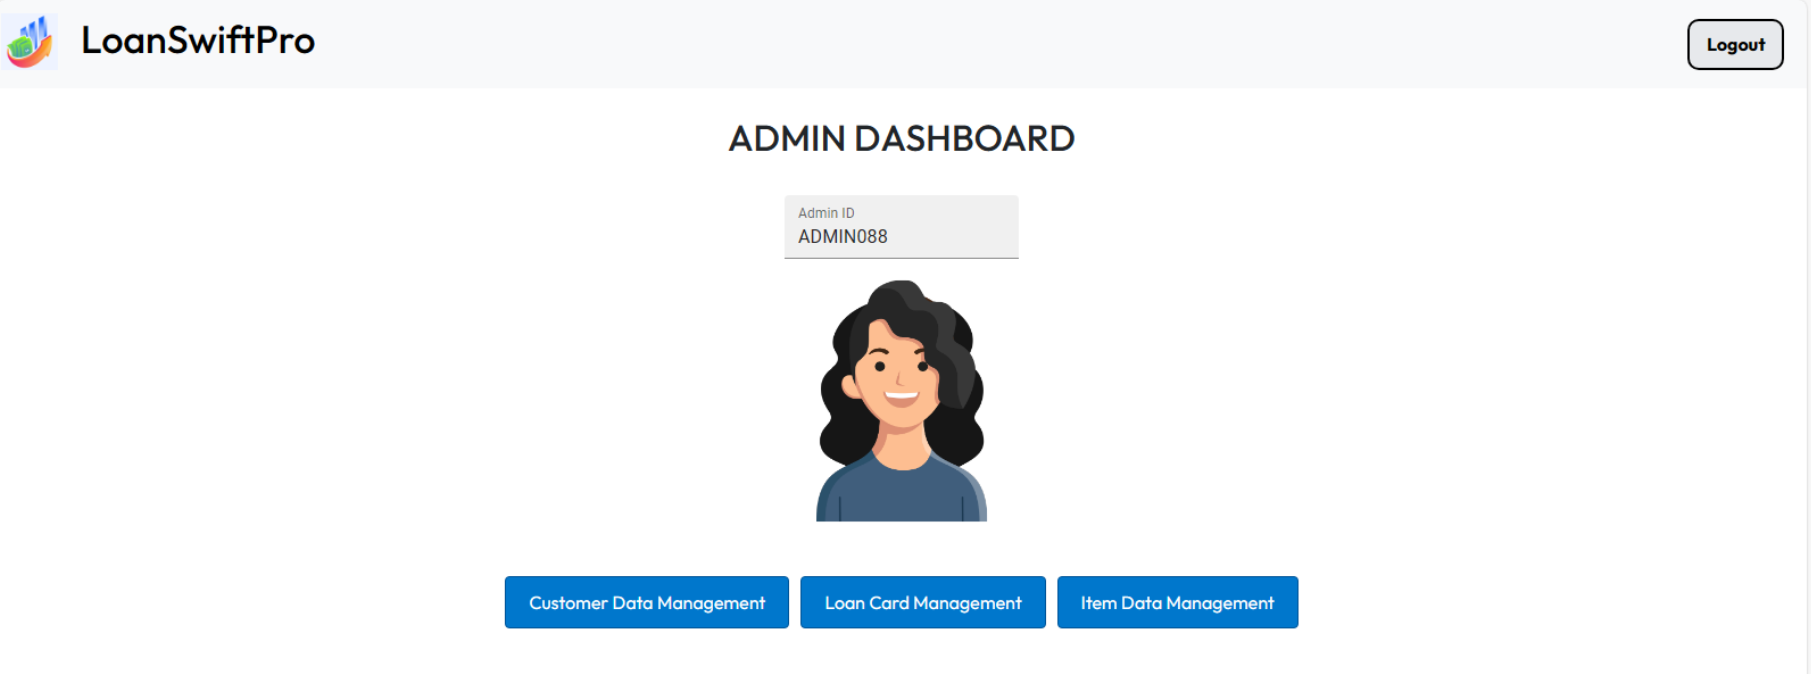 LoanSwiftPro
Logout
ADMIN DASHBOARD
Admin ID
ADMIN088
Customer Data Management
Loan Card Management
Item Data Management